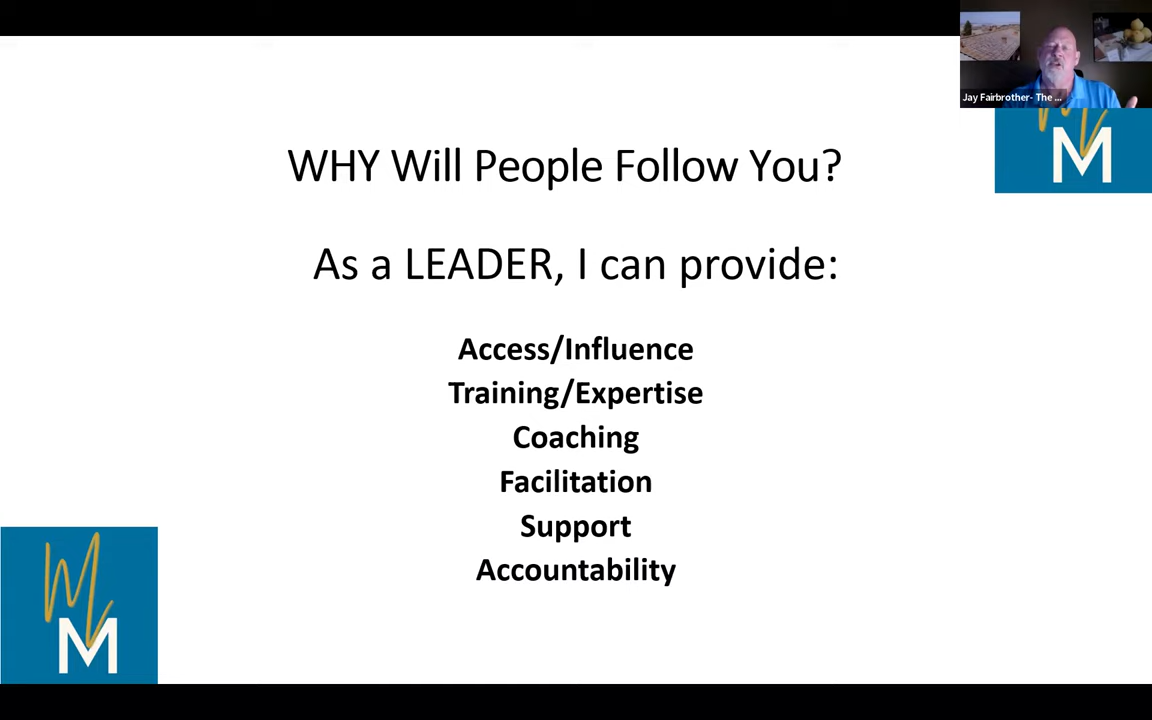 Jay Fairbrother- The ...
M
M
WHY Will People Follow You?
As a LEADER, I can provide:
Access/Influence
Training/Expertise
Coaching
Facilitation
Support
Accountability
M
M